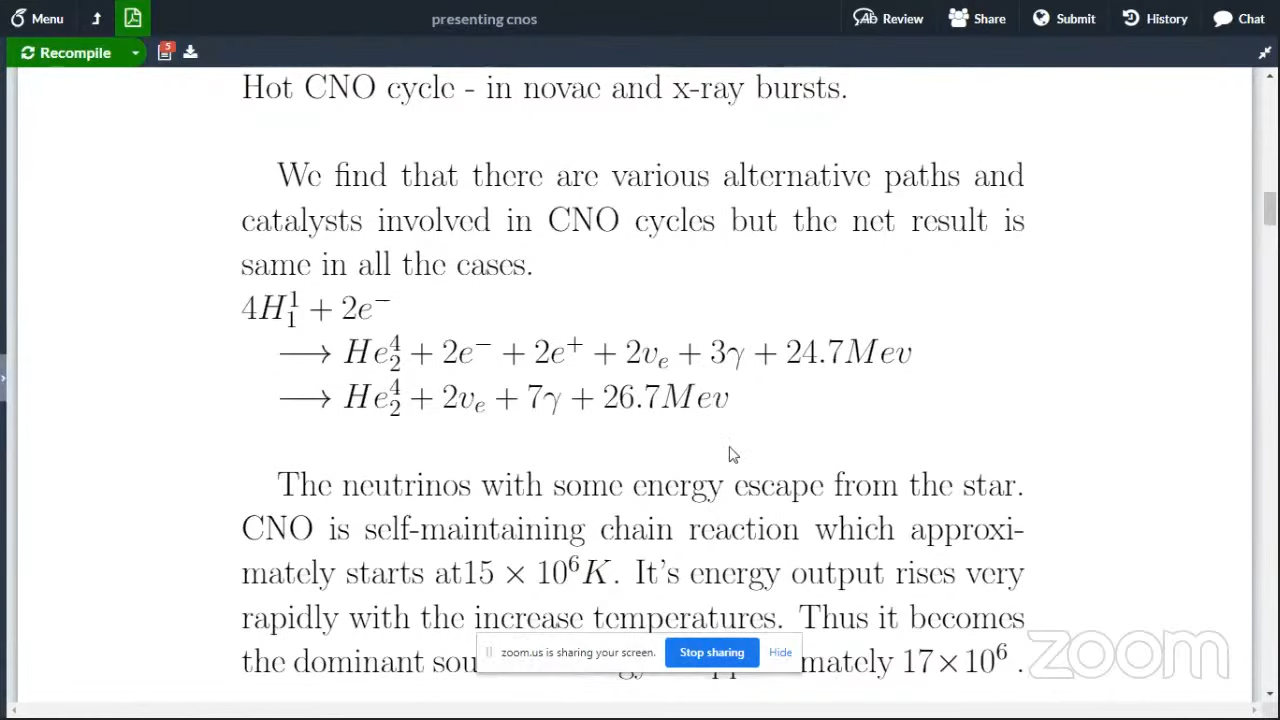 Menu
presenting cnos
Review
Share
Submit
History
Chat
Recompile
5
Hot CNO cycle - in novae and x-ray bursts.
We find that there are various alternative paths and
catalysts involved in CNO cycles but the net result is
same in all the cases.
4H₁¹ + 2e⁻
⟶ He₂⁴ + 2e⁻ + 2e⁺ + 2vₑ + 3γ + 24.7Mev
⟶ He₂⁴ + 2vₑ + 7γ + 26.7Mev
The neutrinos with some energy escape from the star.
CNO is self-maintaining chain reaction which approxi-
mately starts at15 × 10⁶K. It's energy output rises very
rapidly with the increase temperatures. Thus it becomes
zoom.us is sharing your screen. Stop sharing Hide
the dominant mately 17×10⁶ .
zoom